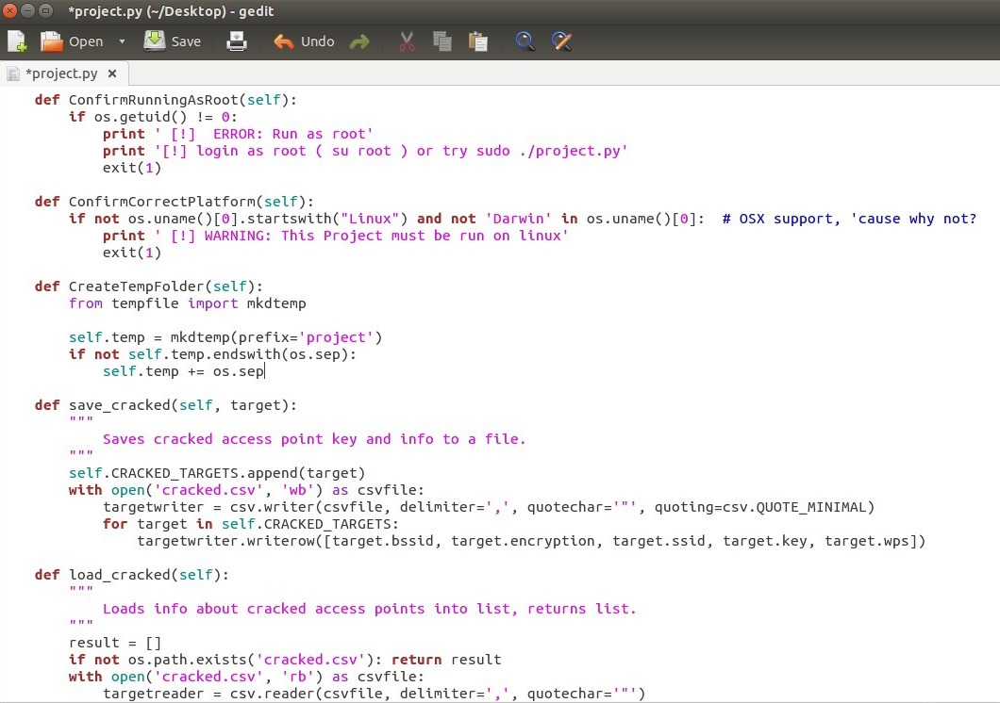 *project.py (~/Desktop) - gedit
Open Save Undo
*project.py
def ConfirmRunningAsRoot(self):
if os.getuid() != 0:
print ' [!]  ERROR: Run as root'
print '[!] login as root ( su root ) or try sudo ./project.py'
exit(1)
def ConfirmCorrectPlatform(self):
if not os.uname()[0].startswith("Linux") and not 'Darwin' in os.uname()[0]:  # OSX support, 'cause why not?
print ' [!] WARNING: This Project must be run on linux'
exit(1)
def CreateTempFolder(self):
from tempfile import mkdtemp
self.temp = mkdtemp(prefix='project')
if not self.temp.endswith(os.sep):
self.temp += os.sep
def save_cracked(self, target):
"""
Saves cracked access point key and info to a file.
"""
self.CRACKED_TARGETS.append(target)
with open('cracked.csv', 'wb') as csvfile:
targetwriter = csv.writer(csvfile, delimiter=',', quotechar='"', quoting=csv.QUOTE_MINIMAL)
for target in self.CRACKED_TARGETS:
targetwriter.writerow([target.bssid, target.encryption, target.ssid, target.key, target.wps])
def load_cracked(self):
"""
Loads info about cracked access points into list, returns list.
"""
result = []
if not os.path.exists('cracked.csv'): return result
with open('cracked.csv', 'rb') as csvfile:
targetreader = csv.reader(csvfile, delimiter=',', quotechar='"')